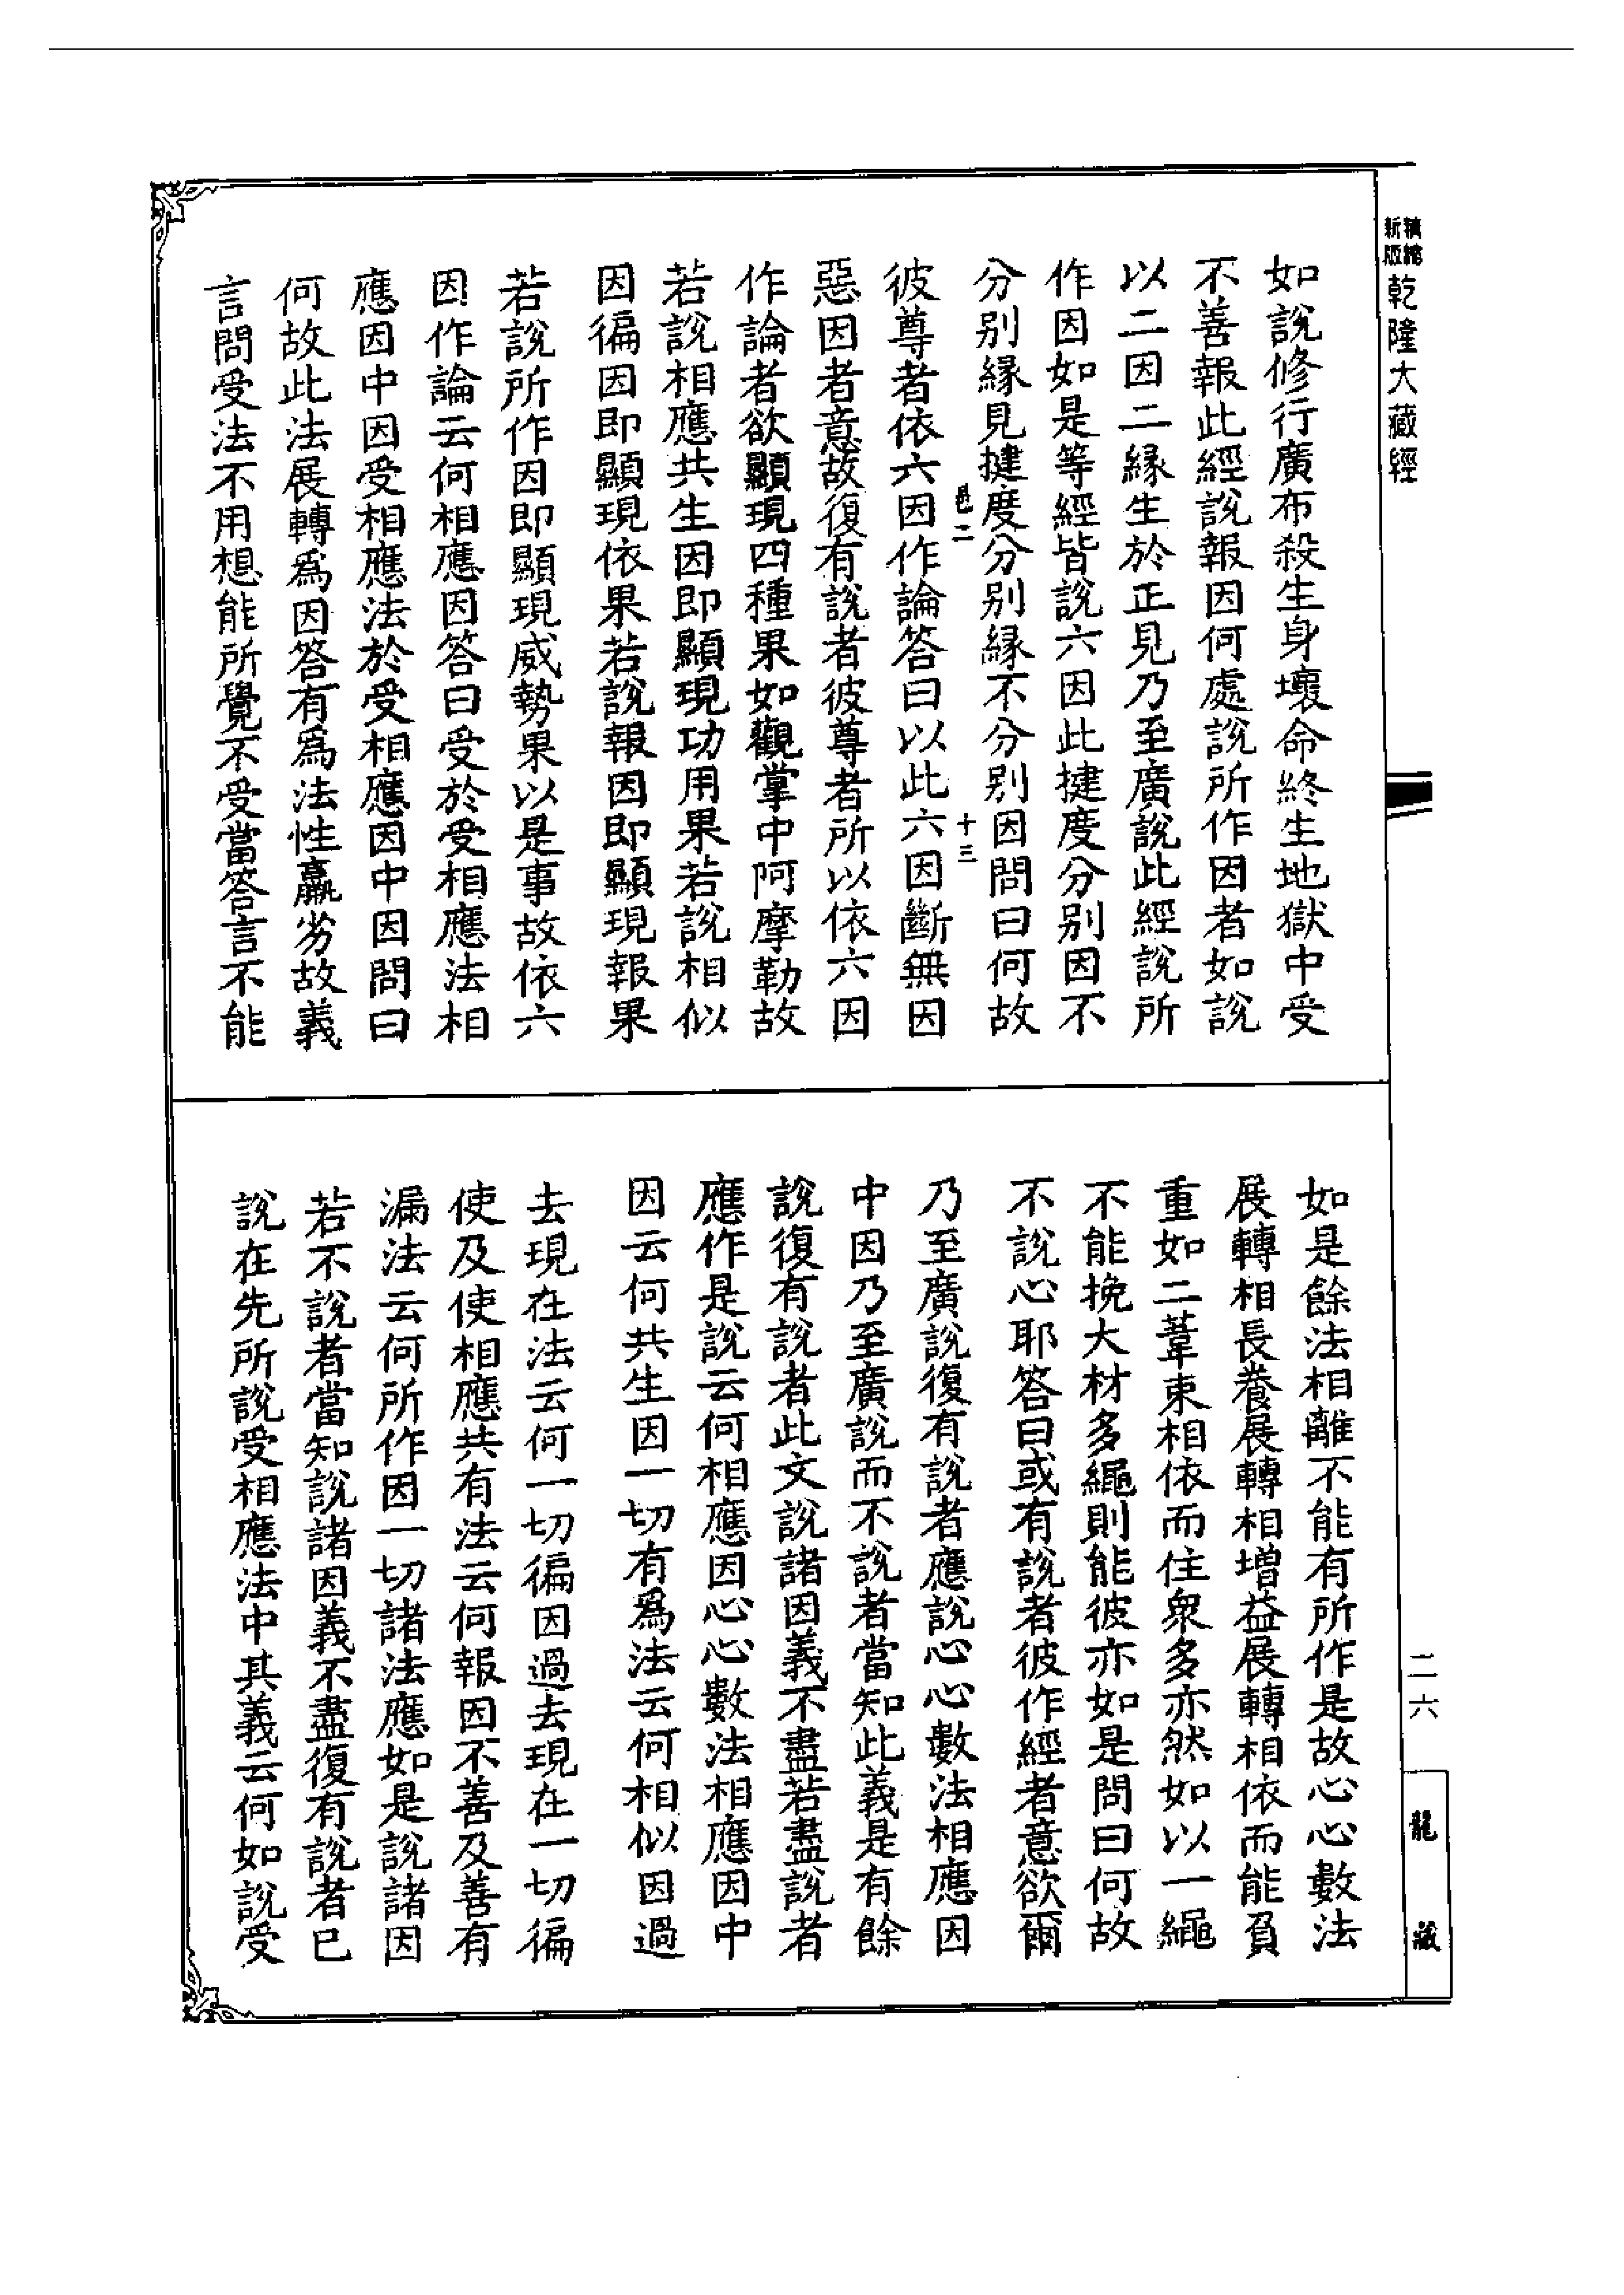 新版精縮乾隆大藏經
如說修行廣布殺生身壞命終生地獄中受
不善報此經說報因何處說所作因者如說
以二因二緣生於正見乃至廣說此經說所
作因如是等經皆說六因此揵度分別因不
分別緣見揵度分別緣不分別因問曰何故
邑二 十三
彼尊者依六因作論答曰以此六因斷無因
惡因者意故復有說者彼尊者所以依六因
作論者欲顯現四種果如觀掌中阿摩勒故
若說相應共生因即顯現功用果若說相似
因徧因即顯現依果若說報因即顯現報果
若說所作因即顯現威勢果以是事故依六
因作論云何相應因答曰受於受相應法相
應因中因受相應法於受相應因中因問曰
何故此法展轉爲因答有爲法性羸劣故義
言問受法不用想能所覺不受當答言不能
如是餘法相離不能有所作是故心心數法
展轉相長養展轉相增益展轉相依而能負
重如二葦束相依而住眾多亦然如以一繩
不能挽大材多繩則能彼亦如是問曰何故
不說心耶答曰或有說者彼作經者意欲爾
乃至廣說復有說者應說心心數法相應因
中因乃至廣說而不說者當知此義是有餘
說復有說者此文說諸因義不盡若盡說者
應作是說云何相應因心心數法相應因中
因云何共生因一切有爲法云何相似因過
去現在法云何一切徧因過去現在一切徧
使及使相應共有法云何報因不善及善有
漏法云何所作因一切諸法應如是說諸因
若不說者當知說諸因義不盡復有說者已
說在先所說受相應法中其義云何如說受
二六
龍藏